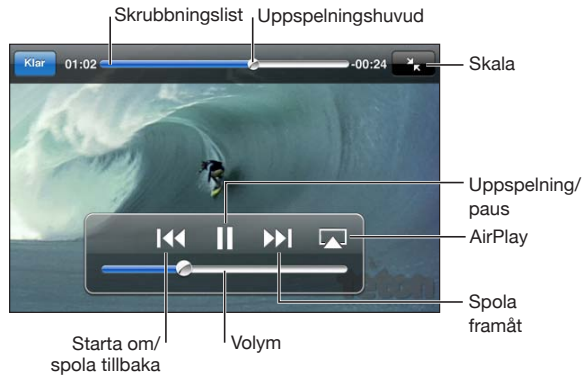 Skrubbningslist
Uppspelningshuvud
Klar
01:02
-00:24
Skala
Uppspelning/
paus
AirPlay
Spola
framåt
Starta om/
spola tillbaka
Volym